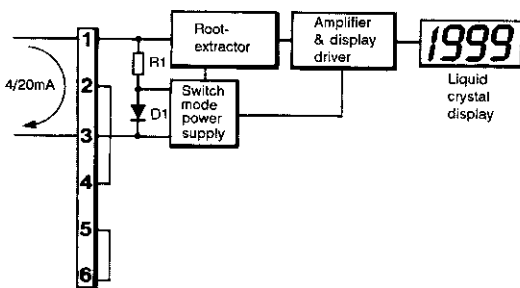 1
2
3
4
5
6
4/20mA
R1
D1
Root-
extractor
Switch
mode
power
supply
Amplifier
& display
driver
1999
Liquid
crystal
display